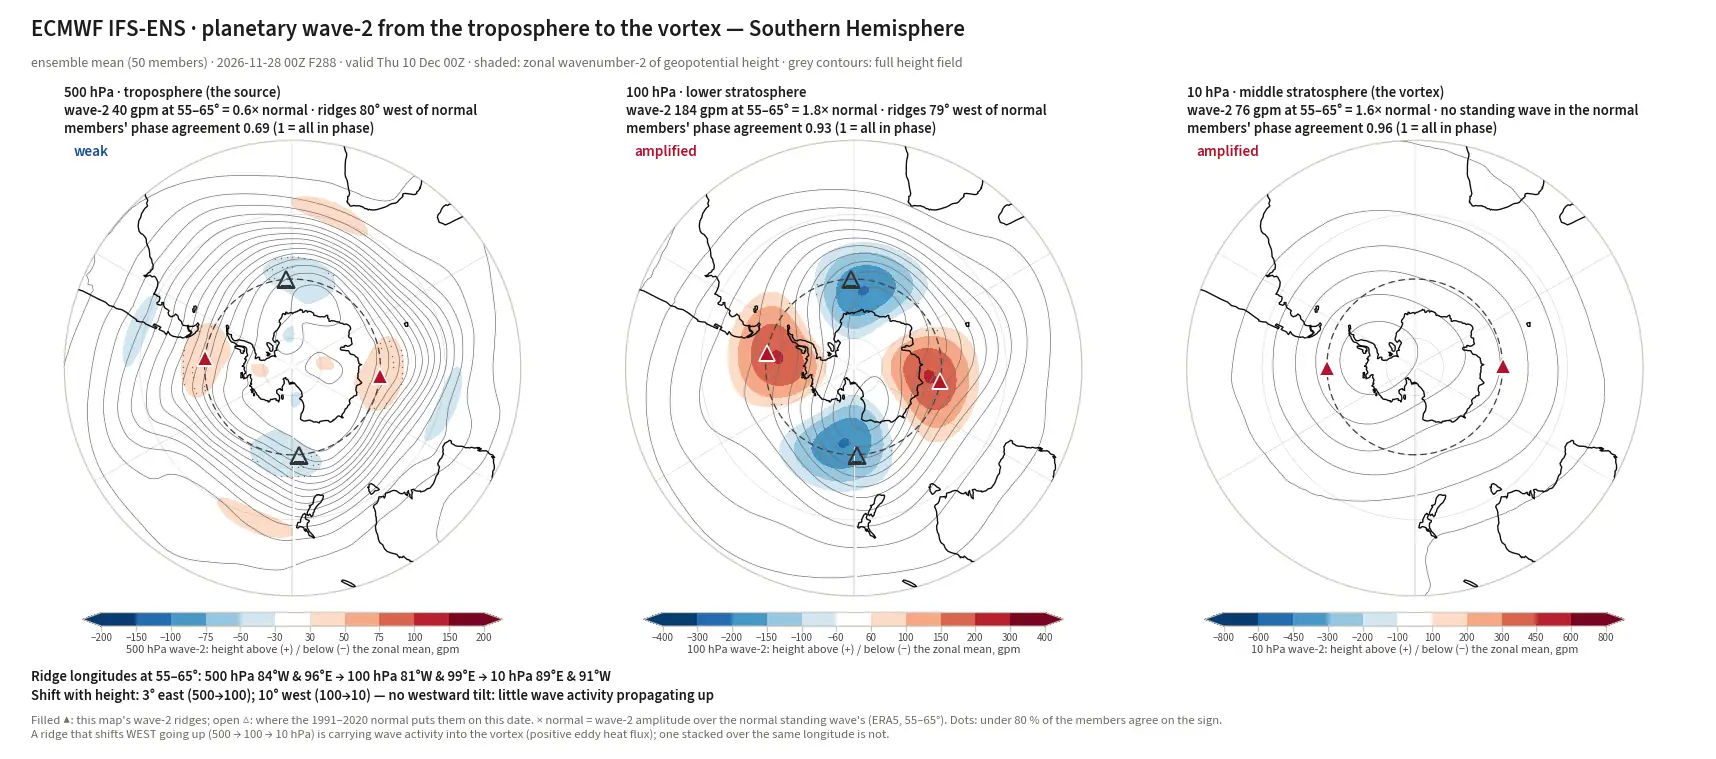 ECMWF IFS-ENS · planetary wave-2 from the troposphere to the vortex — Southern Hemisphere
ensemble mean (50 members) · 2026-11-28 00Z F288 · valid Thu 10 Dec 00Z · shaded: zonal wavenumber-2 of geopotential height · grey contours: full height field
500 hPa · troposphere (the source)
wave-2 40 gpm at 55–65° = 0.6× normal · ridges 80° west of normal
members' phase agreement 0.69 (1 = all in phase)
weak
100 hPa · lower stratosphere
wave-2 184 gpm at 55–65° = 1.8× normal · ridges 79° west of normal
members' phase agreement 0.93 (1 = all in phase)
amplified
10 hPa · middle stratosphere (the vortex)
wave-2 76 gpm at 55–65° = 1.6× normal · no standing wave in the normal
members' phase agreement 0.96 (1 = all in phase)
amplified
−200 −150 −100 −75 −50 −30 30 50 75 100 150 200
500 hPa wave-2: height above (+) / below (−) the zonal mean, gpm
−400 −300 −200 −150 −100 −60 60 100 150 200 300 400
100 hPa wave-2: height above (+) / below (−) the zonal mean, gpm
−800 −600 −450 −300 −200 −100 100 200 300 450 600 800
10 hPa wave-2: height above (+) / below (−) the zonal mean, gpm
Ridge longitudes at 55–65°: 500 hPa 84°W & 96°E → 100 hPa 81°W & 99°E → 10 hPa 89°E & 91°W
Shift with height: 3° east (500→100); 10° west (100→10) — no westward tilt: little wave activity propagating up
Filled ▲: this map's wave-2 ridges; open △: where the 1991–2020 normal puts them on this date. × normal = wave-2 amplitude over the normal standing wave's (ERA5, 55–65°). Dots: under 80 % of the members agree on the sign.
A ridge that shifts WEST going up (500 → 100 → 10 hPa) is carrying wave activity into the vortex (positive eddy heat flux); one stacked over the same longitude is not.